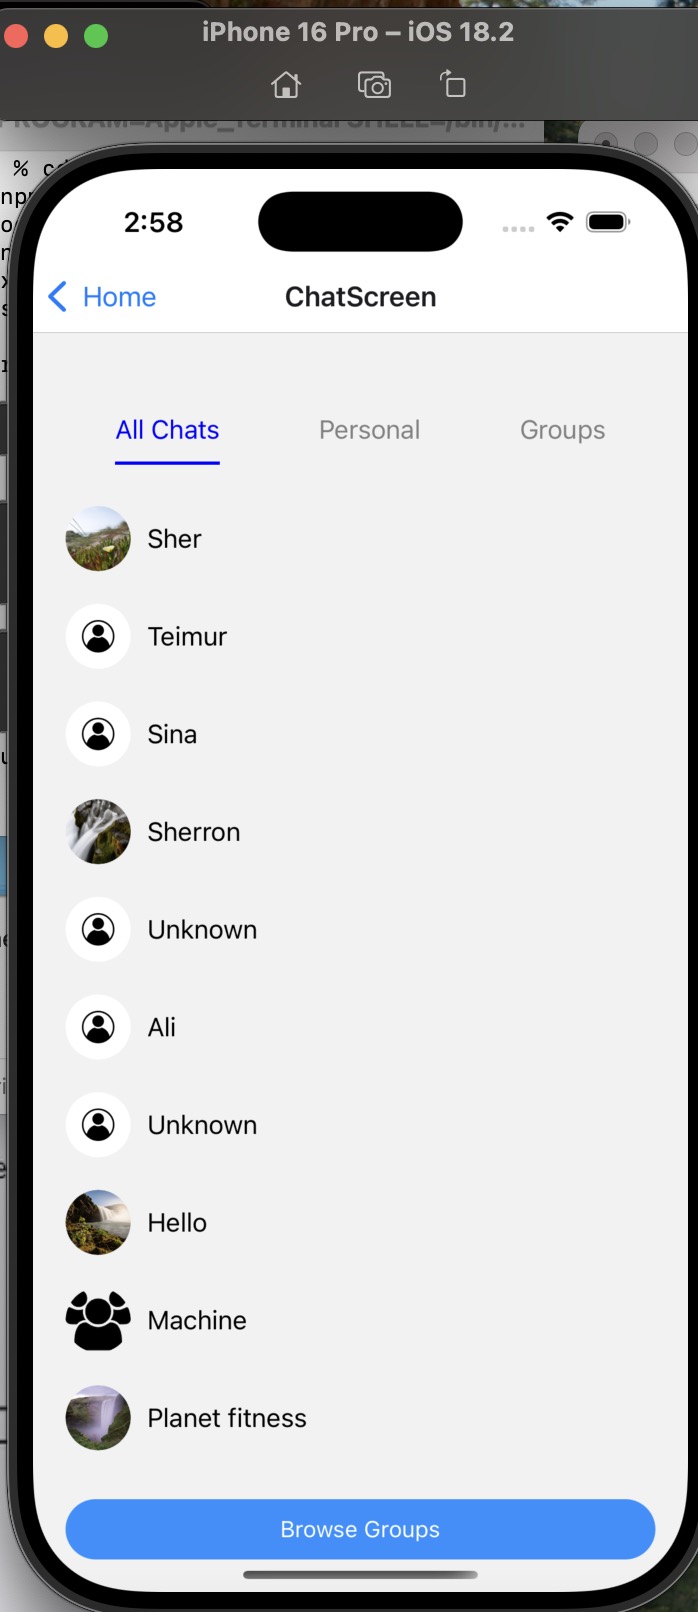 iPhone 16 Pro – iOS 18.2
2:58
Home
ChatScreen
All Chats Personal Groups
Sher
Teimur
Sina
Sherron
Unknown
Ali
Unknown
Hello
Machine
Planet fitness
Browse Groups